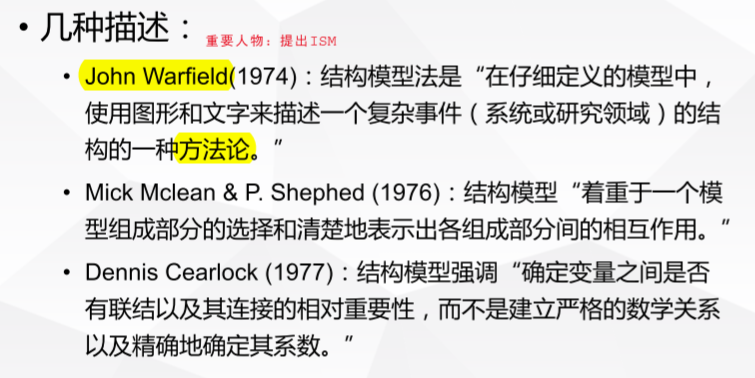 • 几种描述：
重要人物：提出ISM
• John Warfield(1974)：结构模型法是“在仔细定义的模型中，
使用图形和文字来描述一个复杂事件（系统或研究领域）的结
构的一种方法论。”
• Mick Mclean & P. Shephed (1976)：结构模型“着重于一个模
型组成部分的选择和清楚地表示出各组成部分间的相互作用。”
• Dennis Cearlock (1977)：结构模型强调“确定变量之间是否
有联结以及其连接的相对重要性，而不是建立严格的数学关系
以及精确地确定其系数。”